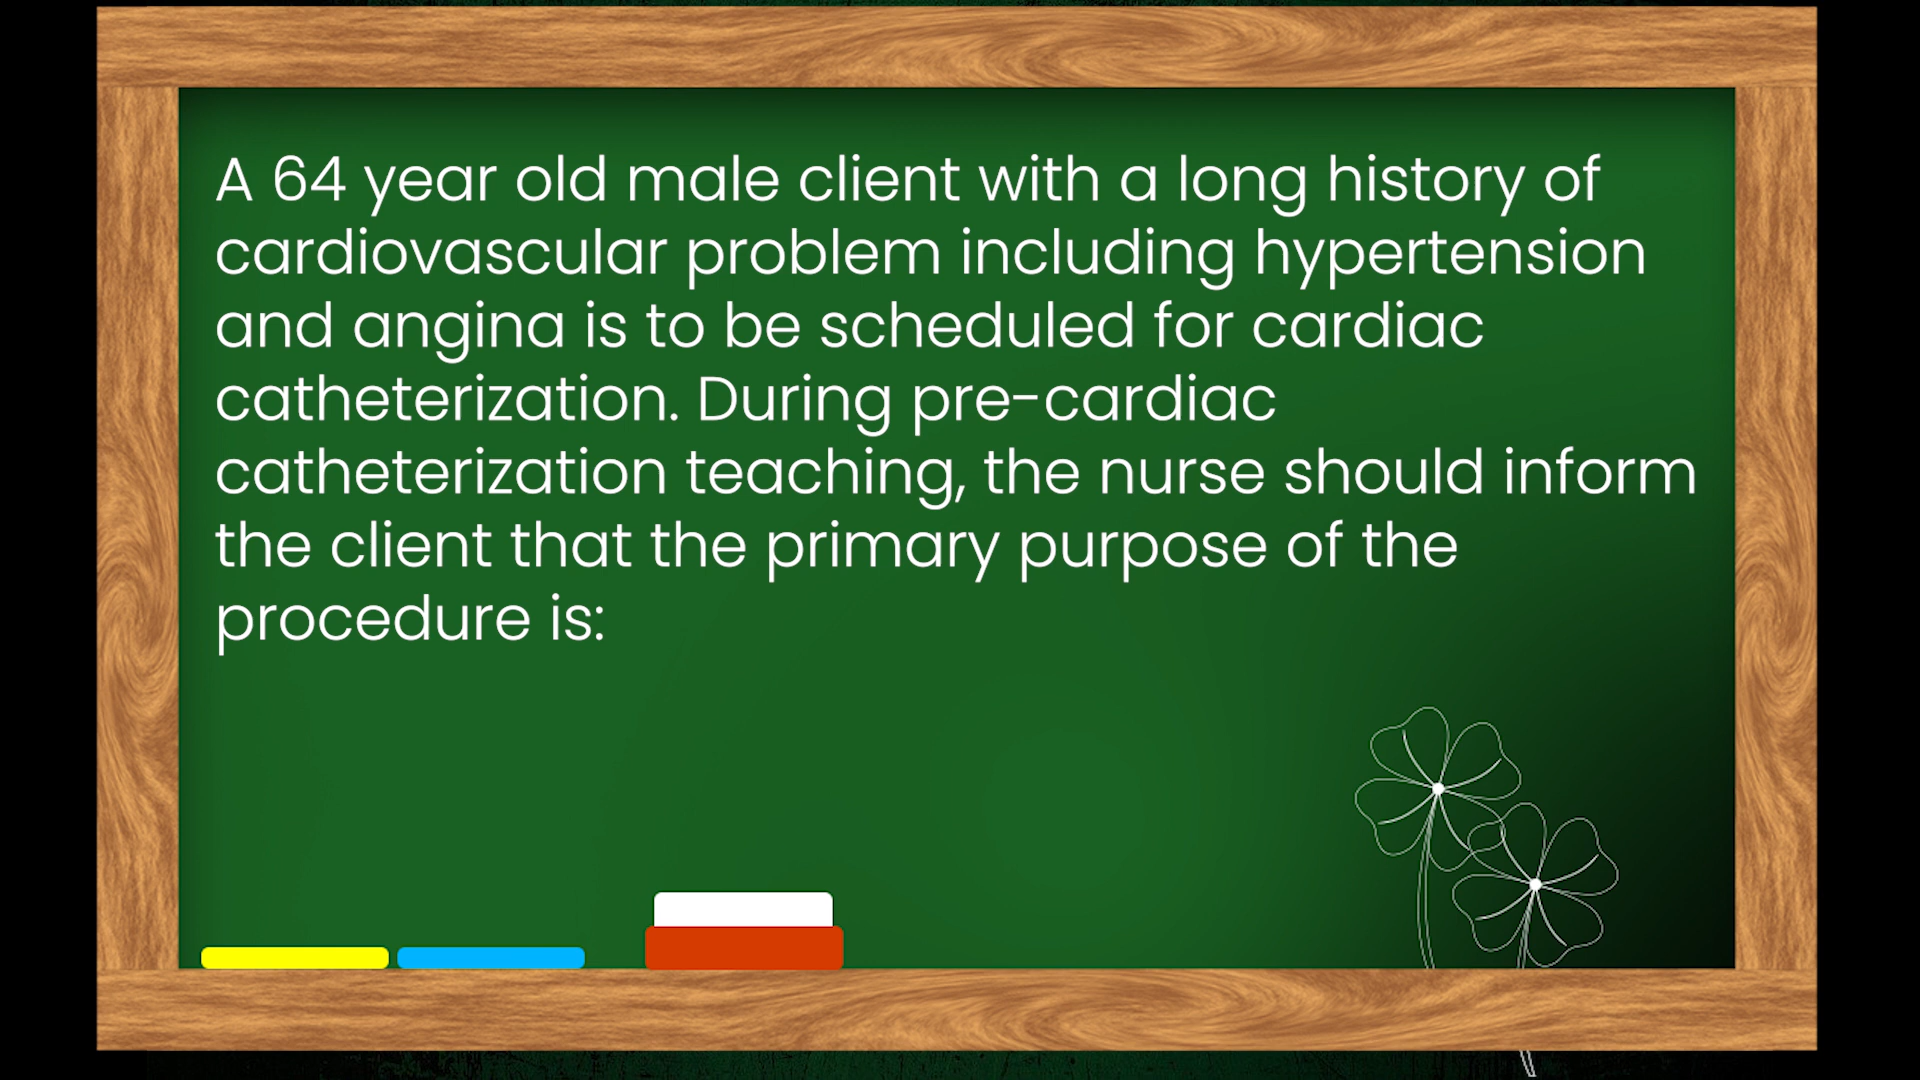 A 64 year old male client with a long history of
cardiovascular problem including hypertension
and angina is to be scheduled for cardiac
catheterization. During pre-cardiac
catheterization teaching, the nurse should inform
the client that the primary purpose of the
procedure is: